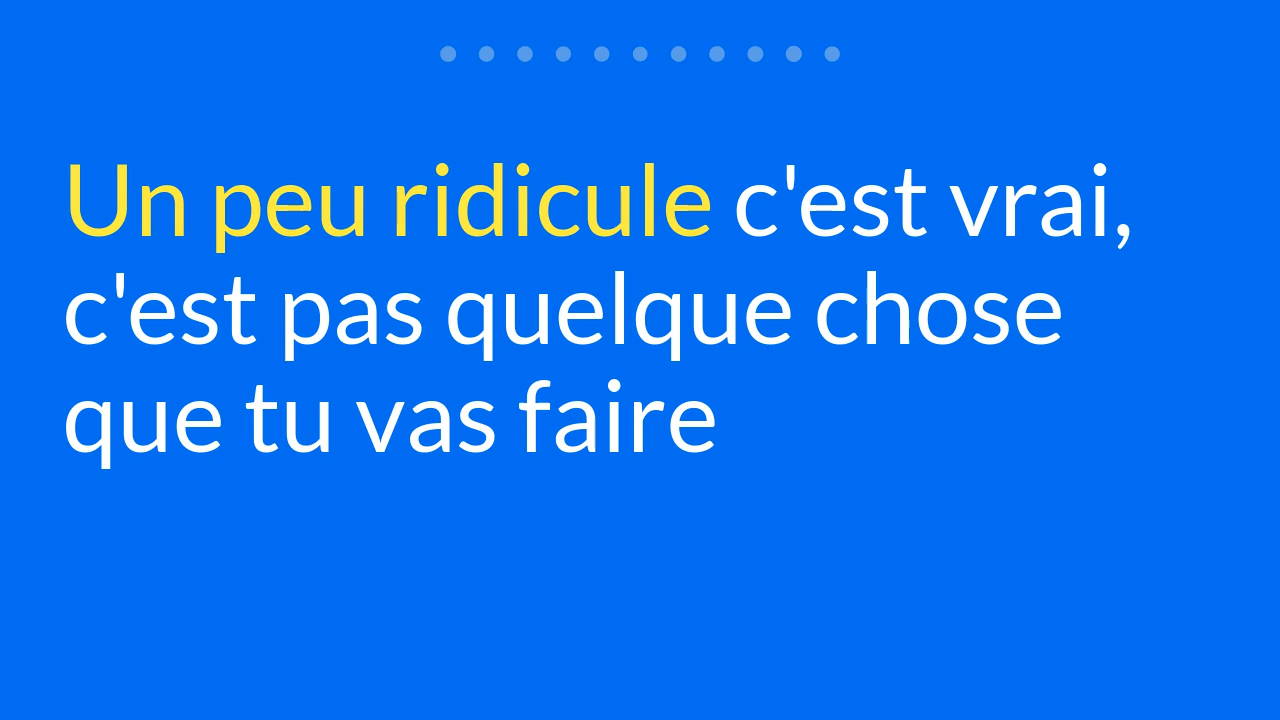 Un peu ridicule c'est vrai,
c'est pas quelque chose
que tu vas faire